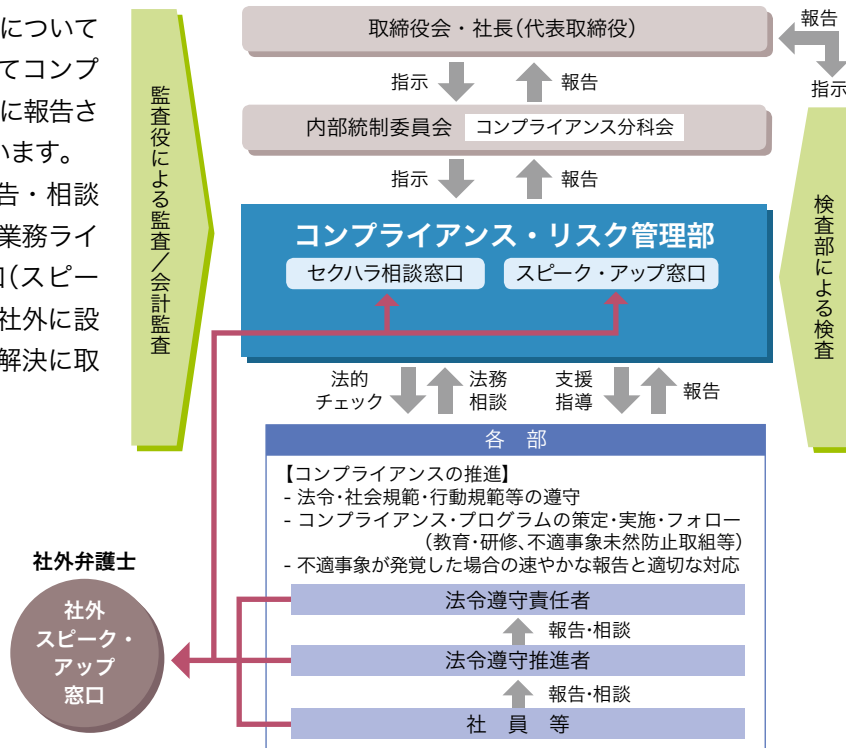 について
てコンプ
に報告さ
います。
告・相談
業務ライ
口(スピー
社外に設
解決に取
監査役による監査／会計監査
取締役会・社長(代表取締役)
報告
指示
指示
報告
内部統制委員会 コンプライアンス分科会
指示
報告
コンプライアンス・リスク管理部
セクハラ相談窓口
スピーク・アップ窓口
検査部による検査
法的
チェック
法務
相談
支援
指導
報告
各 部
【コンプライアンスの推進】
- 法令・社会規範・行動規範等の遵守
- コンプライアンス・プログラムの策定・実施・フォロー
(教育・研修、不適事象未然防止取組等)
- 不適事象が発覚した場合の速やかな報告と適切な対応
法令遵守責任者
報告・相談
法令遵守推進者
報告・相談
社 員 等
社外弁護士
社外
スピーク・
アップ
窓口